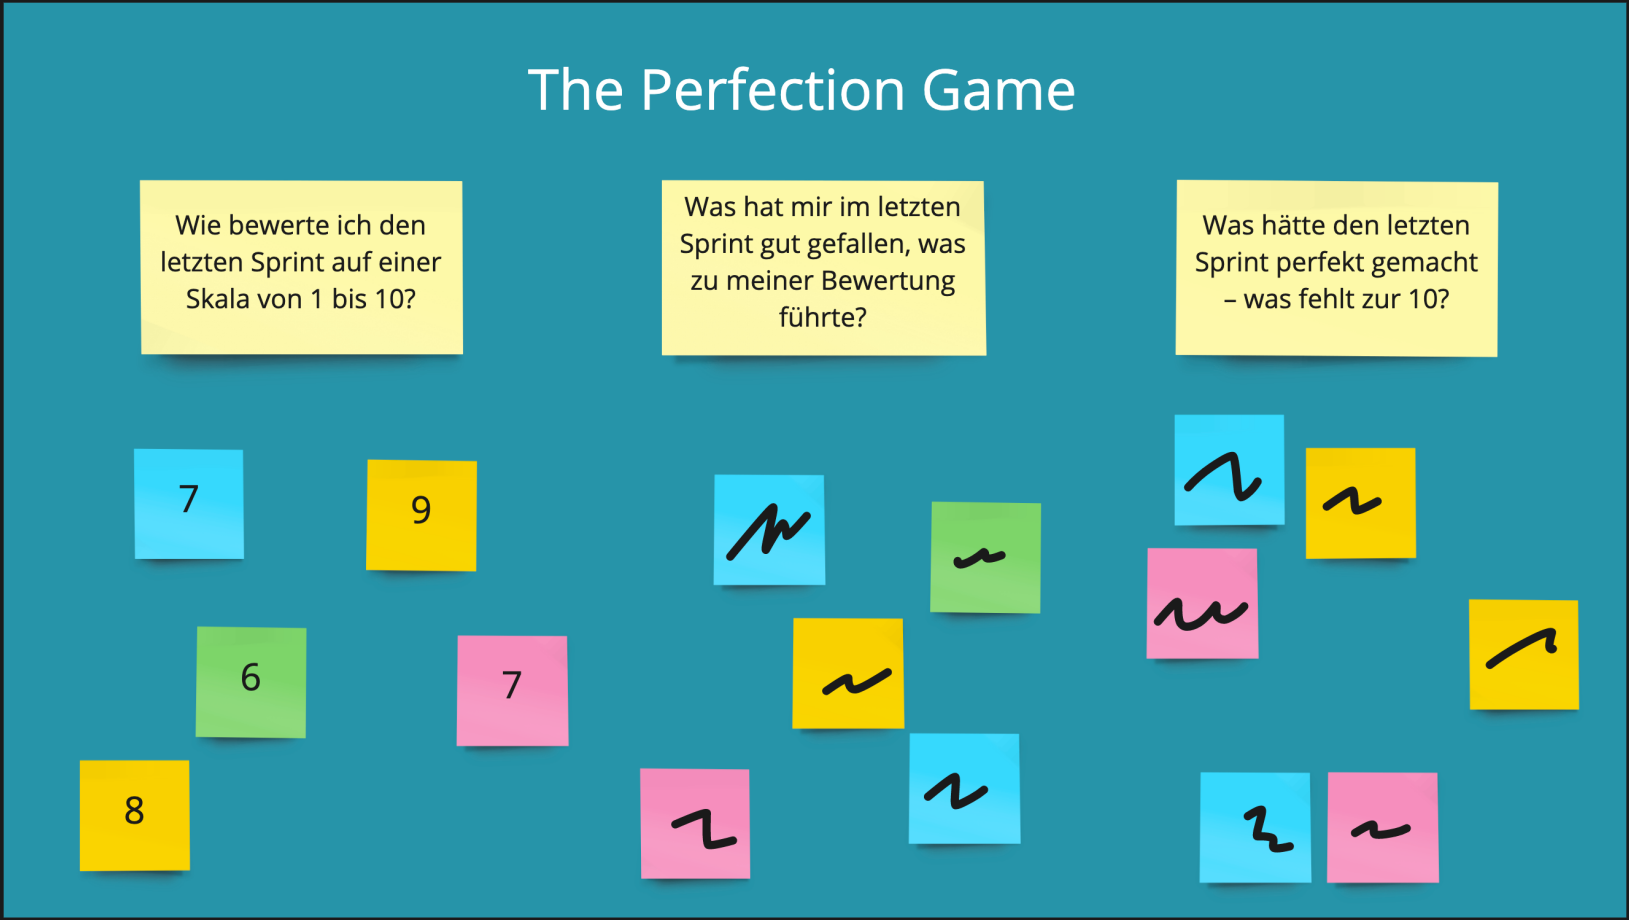 The Perfection Game
Wie bewerte ich den
letzten Sprint auf einer
Skala von 1 bis 10?
Was hat mir im letzten
Sprint gut gefallen, was
zu meiner Bewertung
führte?
Was hätte den letzten
Sprint perfekt gemacht
– was fehlt zur 10?
7
9
6
7
8